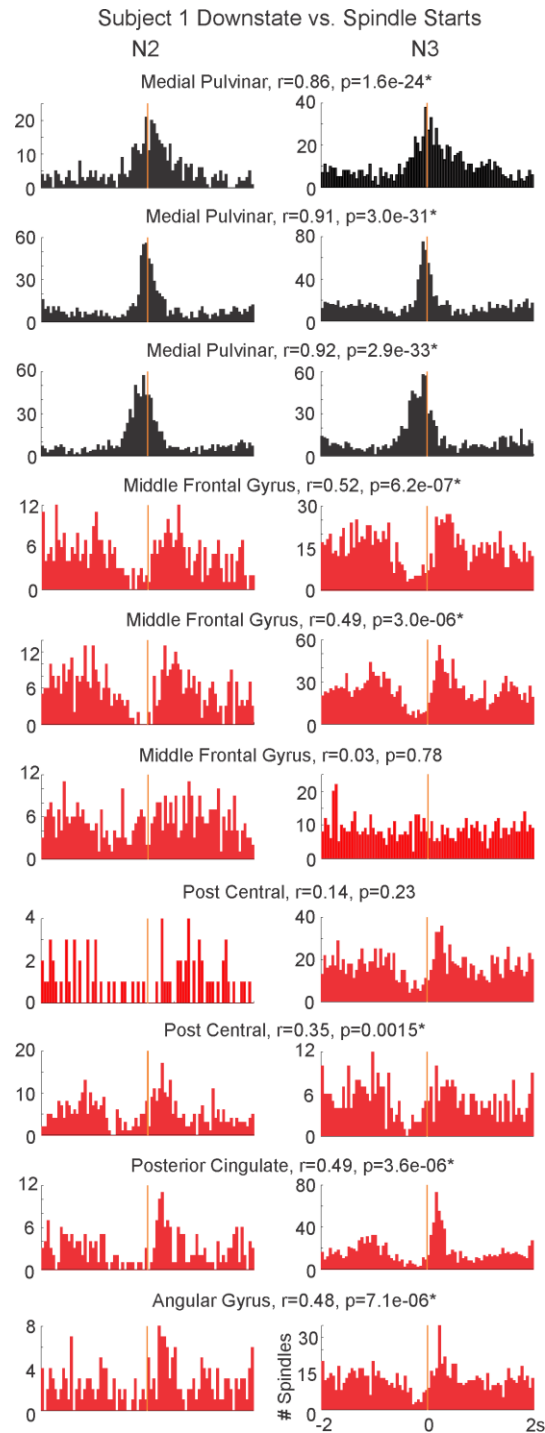 Subject 1 Downstate vs. Spindle Starts
N2 N3
Medial Pulvinar, r=0.86, p=1.6e-24*
20 10 0 40 20 0
Medial Pulvinar, r=0.91, p=3.0e-31*
60 30 0 80 40 0
Medial Pulvinar, r=0.92, p=2.9e-33*
60 30 0 60 30 0
Middle Frontal Gyrus, r=0.52, p=6.2e-07*
12 6 0 30 15 0
Middle Frontal Gyrus, r=0.49, p=3.0e-06*
12 6 0 60 30 0
Middle Frontal Gyrus, r=0.03, p=0.78
12 6 0 20 10 0
Post Central, r=0.14, p=0.23
4 2 0 40 20 0
Post Central, r=0.35, p=0.0015*
20 10 0 12 6 0
Posterior Cingulate, r=0.49, p=3.6e-06*
12 6 0 80 40 0
Angular Gyrus, r=0.48, p=7.1e-06*
8 4 0 30 15 0
# Spindles
-2 0 2s